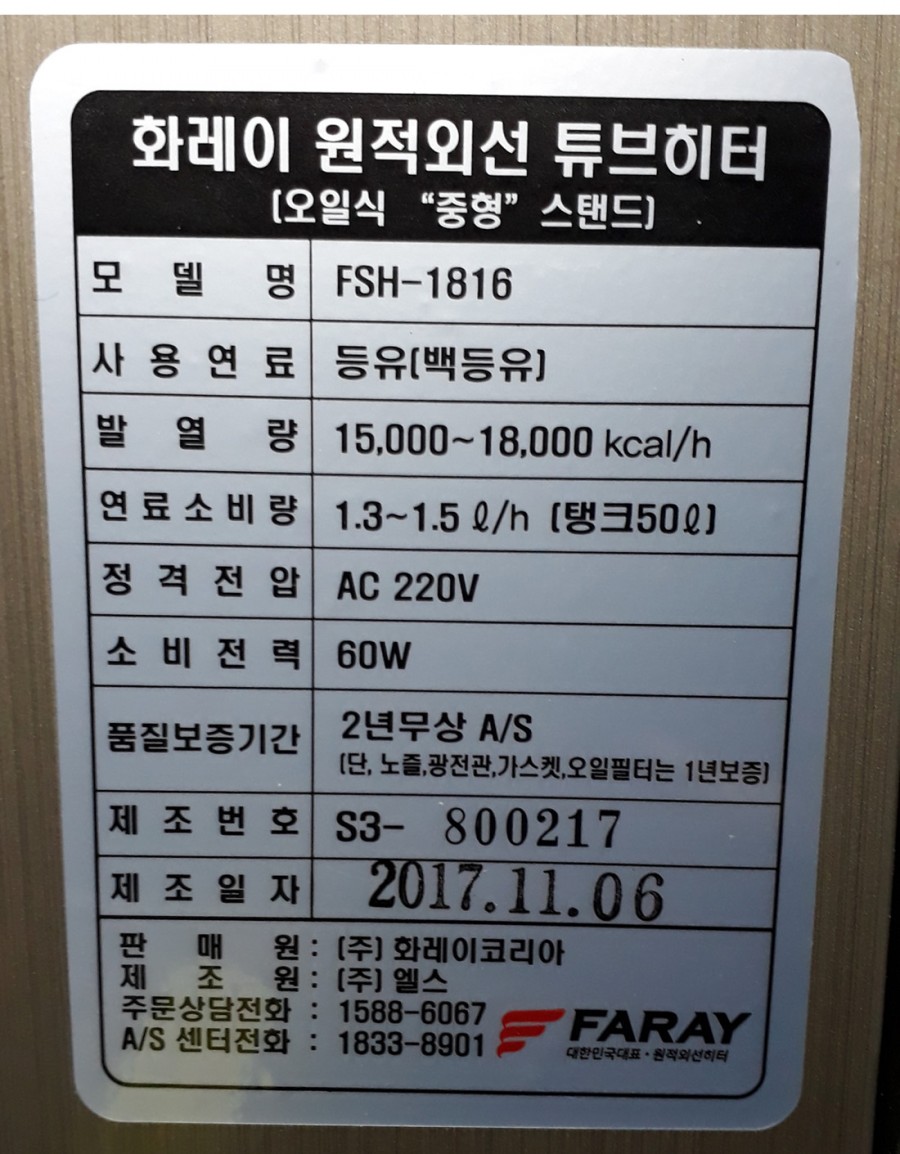 화레이 원적외선 튜브히터
(오일식 “중형” 스탠드)
모 델 명 FSH-1816
사 용 연 료 등유(백등유)
발 열 량 15,000~18,000 kcal/h
연료소비량 1.3~1.5 ℓ/h (탱크50ℓ)
정 격 전 압 AC 220V
소 비 전 력 60W
품질보증기간 2년무상 A/S
(단, 노즐,광전관,가스켓,오일필터는 1년보증)
제 조 번 호 S3- 800217
제 조 일 자 2017.11.06
판 매 원 : (주) 화레이코리아
제 조 원 : (주) 엘스
주문상담전화 : 1588-6067
A/S 센터전화 : 1833-8901
FARAY
대한민국대표·원적외선히터